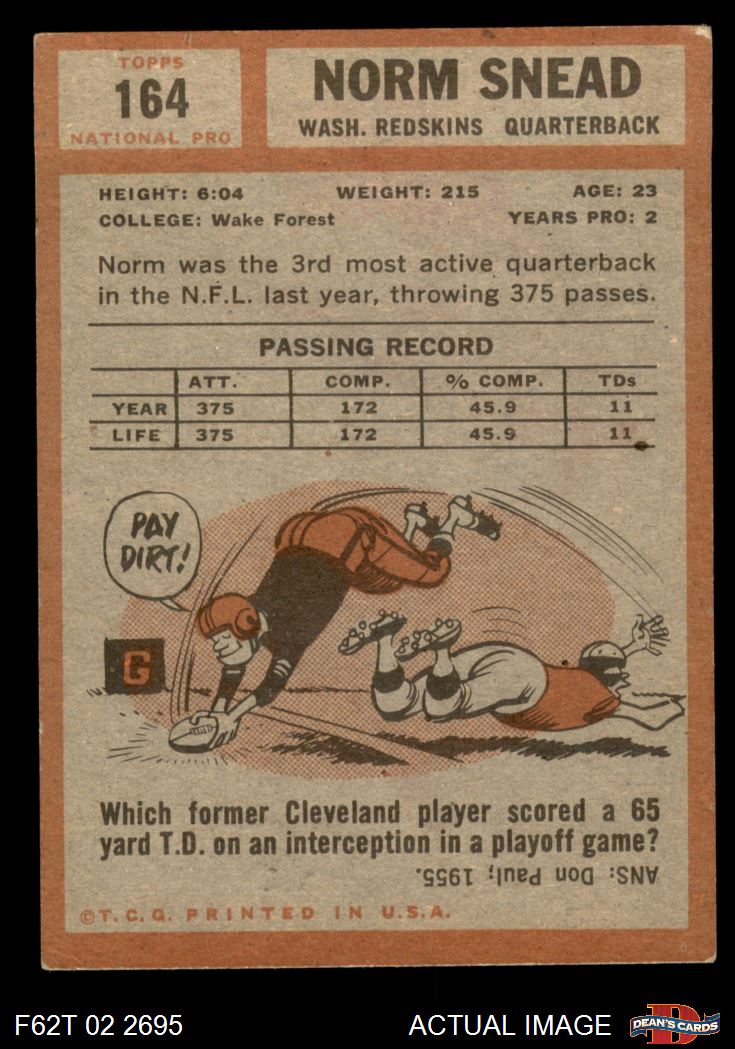 TOPPS
164
NATIONAL PRO
NORM SNEAD
WASH. REDSKINS QUARTERBACK
HEIGHT: 6:04 WEIGHT: 215 AGE: 23
COLLEGE: Wake Forest YEARS PRO: 2
Norm was the 3rd most active quarterback
in the N.F.L. last year, throwing 375 passes.
PASSING RECORD
ATT. COMP. % COMP. TDs
YEAR 375 172 45.9 11
LIFE 375 172 45.9 11
PAY
DIRT!
G
Which former Cleveland player scored a 65
yard T.D. on an interception in a playoff game?
ANS: Don Paul; 1955.
©T.C.G. PRINTED IN U.S.A.
F62T 02 2695 ACTUAL IMAGE
D
DEAN'S CARDS